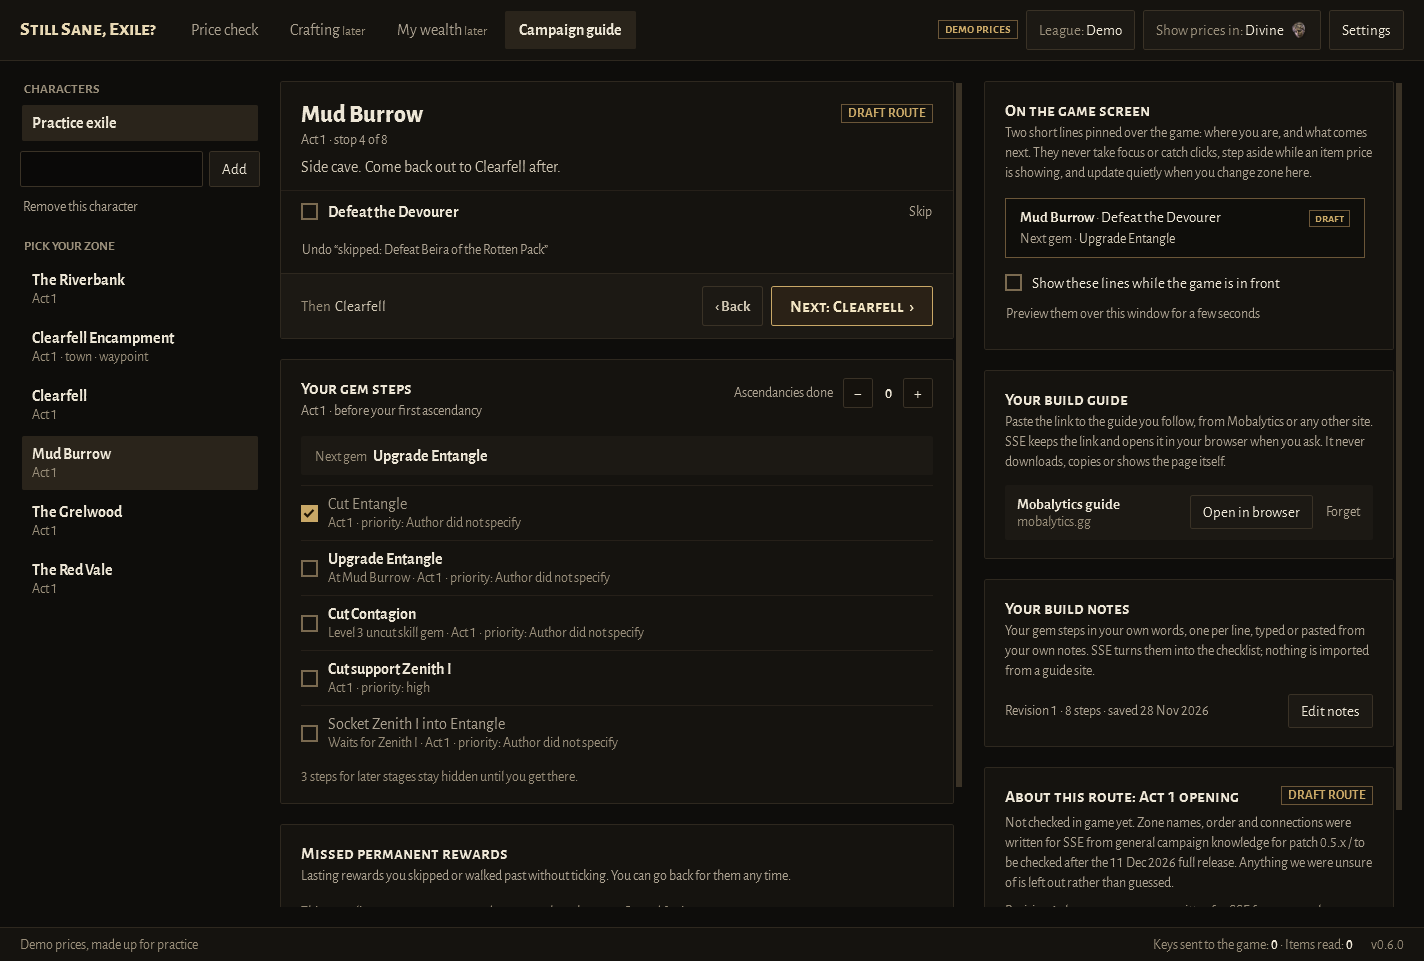 Still Sane, Exile?
Price check
Crafting later
My wealth later
Campaign guide
DEMO PRICES
League: Demo
Show prices in: Divine
Settings
CHARACTERS
Practice exile
Add
Remove this character
PICK YOUR ZONE
The Riverbank
Act 1
Clearfell Encampment
Act 1 · town · waypoint
Clearfell
Act 1
Mud Burrow
Act 1
The Grelwood
Act 1
The Red Vale
Act 1
Mud Burrow
DRAFT ROUTE
Act 1 · stop 4 of 8
Side cave. Come back out to Clearfell after.
Defeat the Devourer
Skip
Undo “skipped: Defeat Beira of the Rotten Pack”
Then Clearfell
‹ Back
Next: Clearfell ›
Your gem steps
Act 1 · before your first ascendancy
Ascendancies done
− 0 +
Next gem Upgrade Entangle
Cut Entangle
Act 1 · priority: Author did not specify
Upgrade Entangle
At Mud Burrow · Act 1 · priority: Author did not specify
Cut Contagion
Level 3 uncut skill gem · Act 1 · priority: Author did not specify
Cut support Zenith I
Act 1 · priority: high
Socket Zenith I into Entangle
Waits for Zenith I · Act 1 · priority: Author did not specify
3 steps for later stages stay hidden until you get there.
Missed permanent rewards
Lasting rewards you skipped or walked past without ticking. You can go back for them any time.
On the game screen
Two short lines pinned over the game: where you are, and what comes
next. They never take focus or catch clicks, step aside while an item price
is showing, and update quietly when you change zone here.
Mud Burrow · Defeat the Devourer
DRAFT
Next gem · Upgrade Entangle
Show these lines while the game is in front
Preview them over this window for a few seconds
Your build guide
Paste the link to the guide you follow, from Mobalytics or any other site.
SSE keeps the link and opens it in your browser when you ask. It never
downloads, copies or shows the page itself.
Mobalytics guide
mobalytics.gg
Open in browser
Forget
Your build notes
Your gem steps in your own words, one per line, typed or pasted from
your own notes. SSE turns them into the checklist; nothing is imported
from a guide site.
Revision 1 · 8 steps · saved 28 Nov 2026
Edit notes
About this route: Act 1 opening
DRAFT ROUTE
Not checked in game yet. Zone names, order and connections were
written for SSE from general campaign knowledge for patch 0.5.x / to
be checked after the 11 Dec 2026 full release. Anything we were unsure
of is left out rather than guessed.
Demo prices, made up for practice
Keys sent to the game: 0 · Items read: 0
v0.6.0